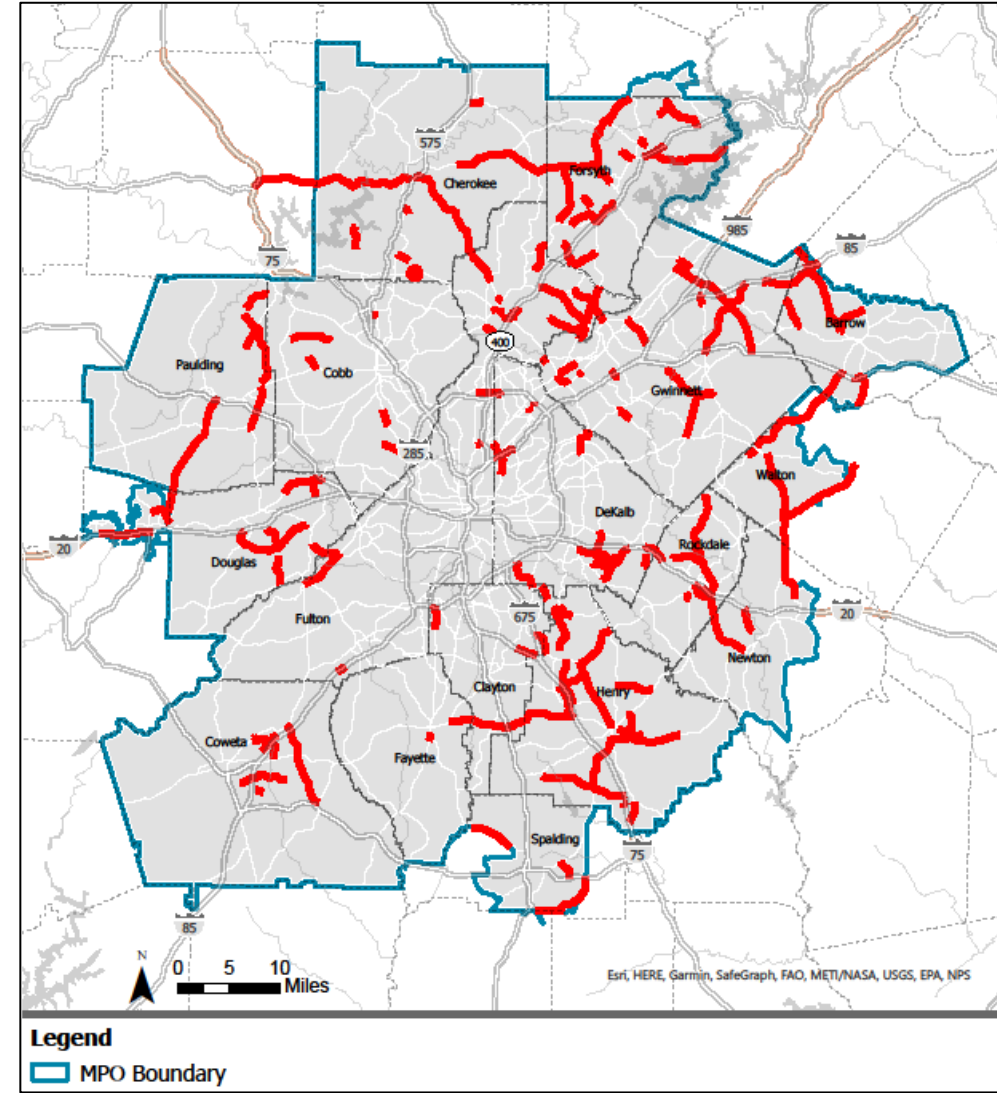 575
Cherokee
Forsyth
985
85
75
Barrow
400
Paulding
Cobb
Gwinnett
285
Walton
DeKalb
Rockdale
20
Douglas
Fulton
675
20
Newton
Clayton
Henry
Coweta
Fayette
Spalding
75
85
N
0 5 10
Miles
Esri, HERE, Garmin, SafeGraph, FAO, METI/NASA, USGS, EPA, NPS
Legend
MPO Boundary